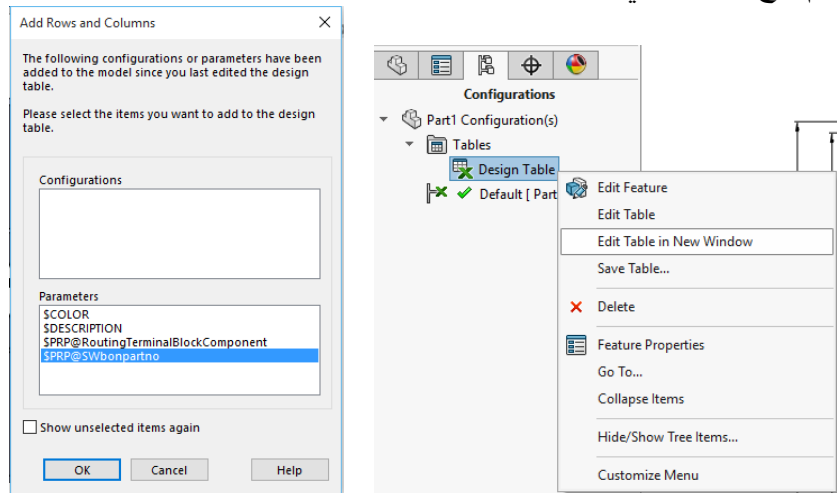 Add Rows and Columns
The following configurations or parameters have been
added to the model since you last edited the design
table.
Please select the items you want to add to the design
table.
Configurations
Parameters
$COLOR
$DESCRIPTION
$PRP@RoutingTerminalBlockComponent
$PRP@SWbonpartno
Show unselected items again
OK
Cancel
Help
Configurations
Part1 Configuration(s)
Tables
Design Table
Default [ Part
Edit Feature
Edit Table
Edit Table in New Window
Save Table...
Delete
Feature Properties
Go To...
Collapse Items
Hide/Show Tree Items...
Customize Menu